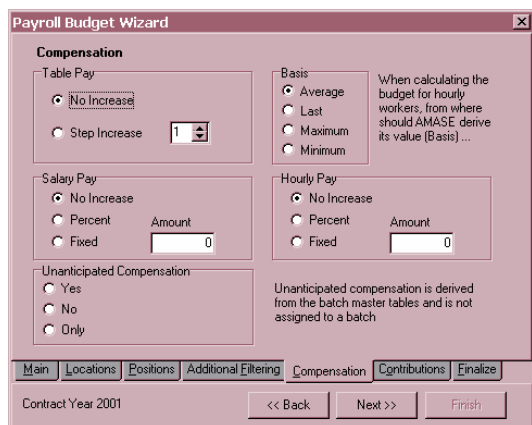 Payroll Budget Wizard
Compensation
Table Pay
No Increase
Step Increase
1
Basis
Average
Last
Maximum
Minimum
When calculating the
budget for hourly
workers, from where
should AMASE derive
its value (Basis) ...
Salary Pay
No Increase
Percent
Amount
Fixed
0
Hourly Pay
No Increase
Percent
Amount
Fixed
0
Unanticipated Compensation
Yes
No
Only
Unanticipated compensation is derived
from the batch master tables and is not
assigned to a batch
Main Locations Positions Additional Filtering Compensation Contributions Finalize
Contract Year 2001
<< Back Next >> Finish